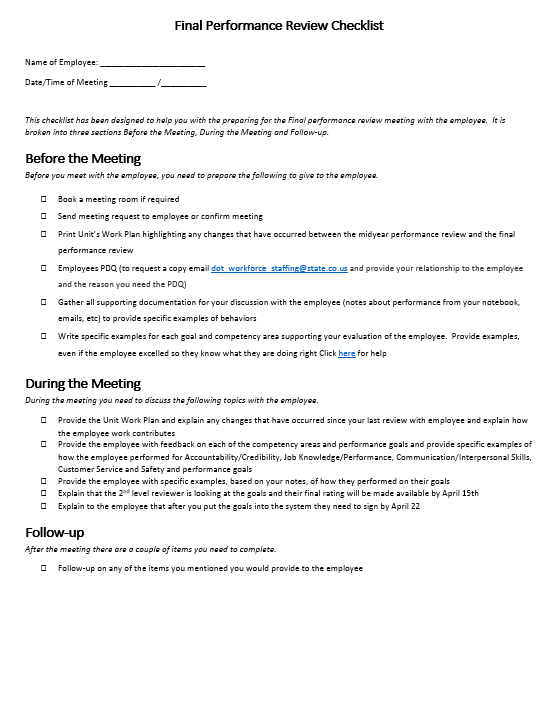 Final Performance Review Checklist
Name of Employee: _______________________
Date/Time of Meeting __________ /__________
This checklist has been designed to help you with the preparing for the Final performance review meeting with the employee. It is
broken into three sections Before the Meeting, During the Meeting and Follow-up.
Before the Meeting
Before you meet with the employee, you need to prepare the following to give to the employee.
☐ Book a meeting room if required
☐ Send meeting request to employee or confirm meeting
☐ Print Unit's Work Plan highlighting any changes that have occurred between the midyear performance review and the final
performance review
☐ Employees PDQ (to request a copy email dot_workforce_staffing@state.co.us and provide your relationship to the employee
and the reason you need the PDQ)
☐ Gather all supporting documentation for your discussion with the employee (notes about performance from your notebook,
emails, etc) to provide specific examples of behaviors
☐ Write specific examples for each goal and competency area supporting your evaluation of the employee. Provide examples,
even if the employee excelled so they know what they are doing right Click here for help
During the Meeting
During the meeting you need to discuss the following topics with the employee.
☐ Provide the Unit Work Plan and explain any changes that have occurred since your last review with employee and explain how
the employee work contributes
☐ Provide the employee with feedback on each of the competency areas and performance goals and provide specific examples of
how the employee performed for Accountability/Credibility, Job Knowledge/Performance, Communication/Interpersonal Skills,
Customer Service and Safety and performance goals
☐ Provide the employee with specific examples, based on your notes, of how they performed on their goals
☐ Explain that the 2nd level reviewer is looking at the goals and their final rating will be made available by April 15th
☐ Explain to the employee that after you put the goals into the system they need to sign by April 22
Follow-up
After the meeting there are a couple of items you need to complete.
☐ Follow-up on any of the items you mentioned you would provide to the employee